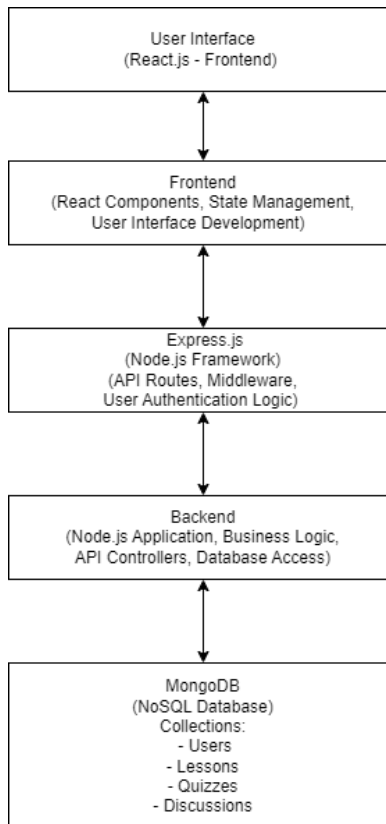 User Interface
(React.js - Frontend)
Frontend
(React Components, State Management,
User Interface Development)
Express.js
(Node.js Framework)
(API Routes, Middleware,
User Authentication Logic)
Backend
(Node.js Application, Business Logic,
API Controllers, Database Access)
MongoDB
(NoSQL Database)
Collections:
- Users
- Lessons
- Quizzes
- Discussions